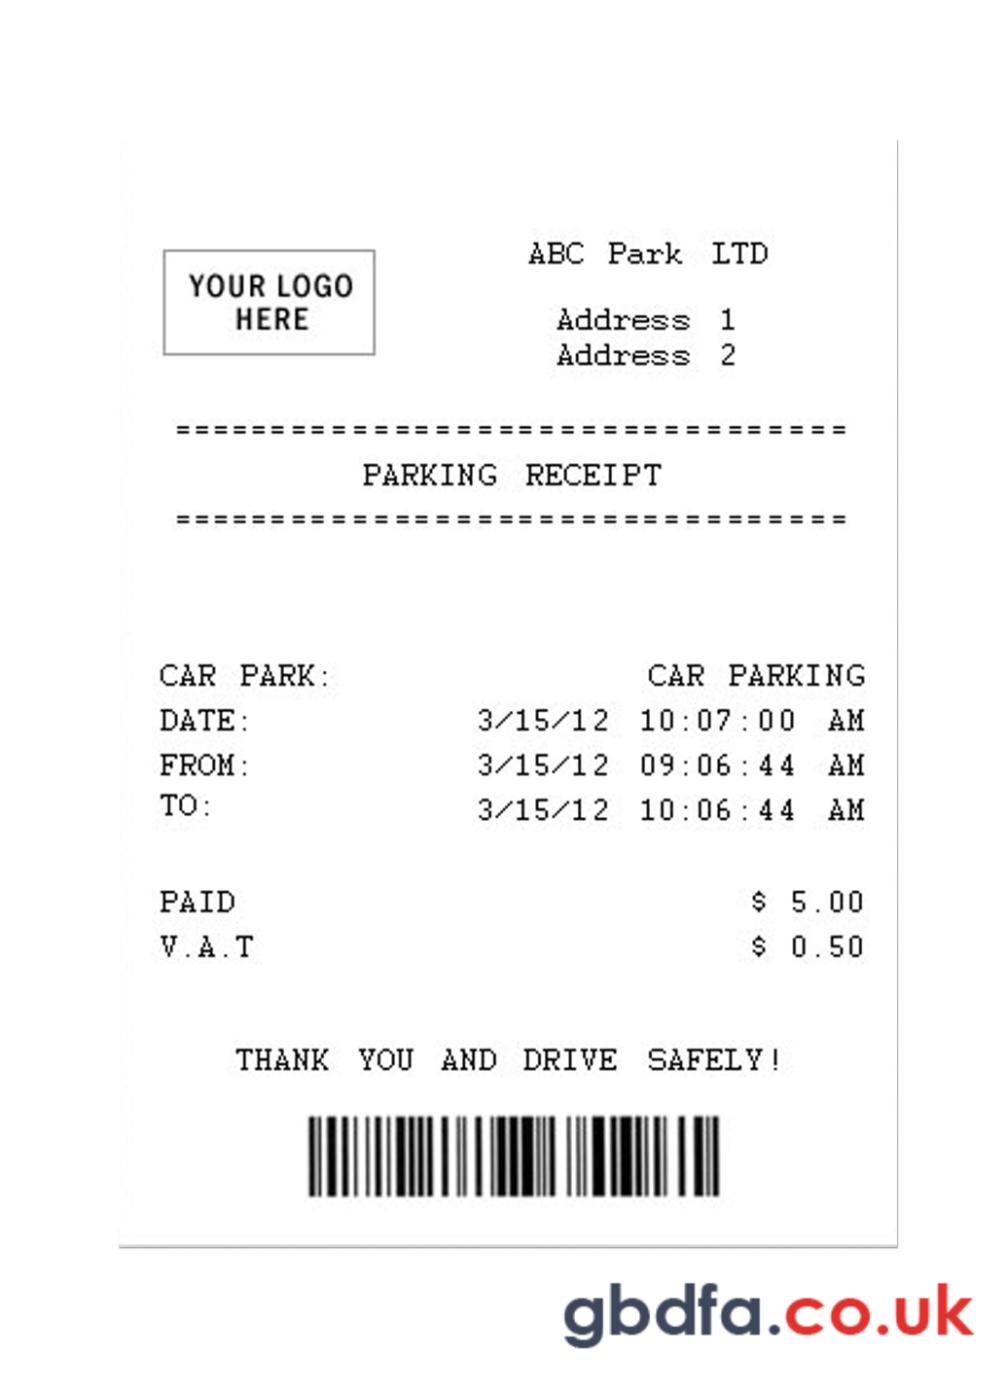 YOUR LOGO
HERE
ABC Park LTD
Address 1
Address 2
=================================
PARKING RECEIPT
=================================
CAR PARK: CAR PARKING
DATE: 3/15/12 10:07:00 AM
FROM: 3/15/12 09:06:44 AM
TO: 3/15/12 10:06:44 AM
PAID $ 5.00
V.A.T $ 0.50
THANK YOU AND DRIVE SAFELY!
gbdfa.co.uk